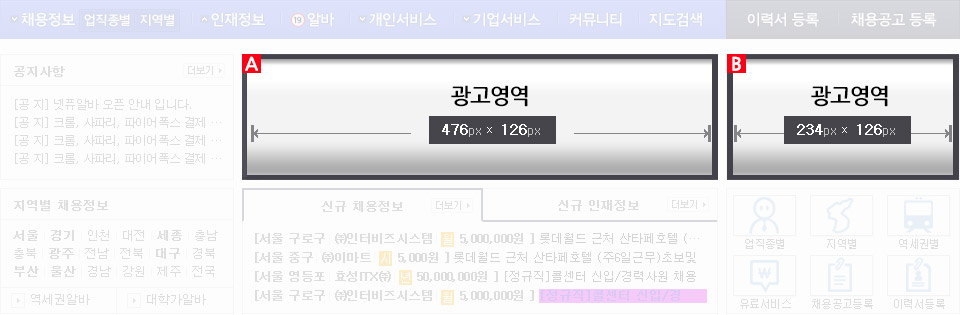 채용정보 업직종별 지역별 인재정보 19 알바 개인서비스 기업서비스 커뮤니티 지도검색 이력서 등록 채용공고 등록
공지사항 더보기
[공 지] 넷퓨알바 오픈 안내 입니다.
[공 지] 크롬, 사파리, 파이어폭스 결제 ...
[공 지] 크롬, 사파리, 파이어폭스 결제 ...
[공 지] 크롬, 사파리, 파이어폭스 결제 ...
A
광고영역
476px × 126px
B
광고영역
234px × 126px
지역별 채용정보
서울 경기 인천 대전 세종 충남
충북 광주 전남 전북 대구 경북
부산 울산 경남 강원 제주 전국
역세권알바 대학가알바
신규 채용정보 더보기 신규 인재정보 더보기
[서울 구로구 ㈜인터비즈시스템 월 5,000,000원 ] 롯데월드 근처 산타페호텔 (...
[서울 중구 ㈜이마트 시 5,000원 ] 롯데월드 근처 산타페호텔 (주6일근무)초보및
[서울 영등포 효성ITX㈜ 년 50,000,000원 ] [정규직]콜센터 신입/경력사원 채용
[서울 구로구 ㈜인터비즈시스템 월 5,000,000원 ] [정규직]콜센터 신입/경
업직종별 지역별 역세권별
유료서비스 채용공고등록 이력서등록